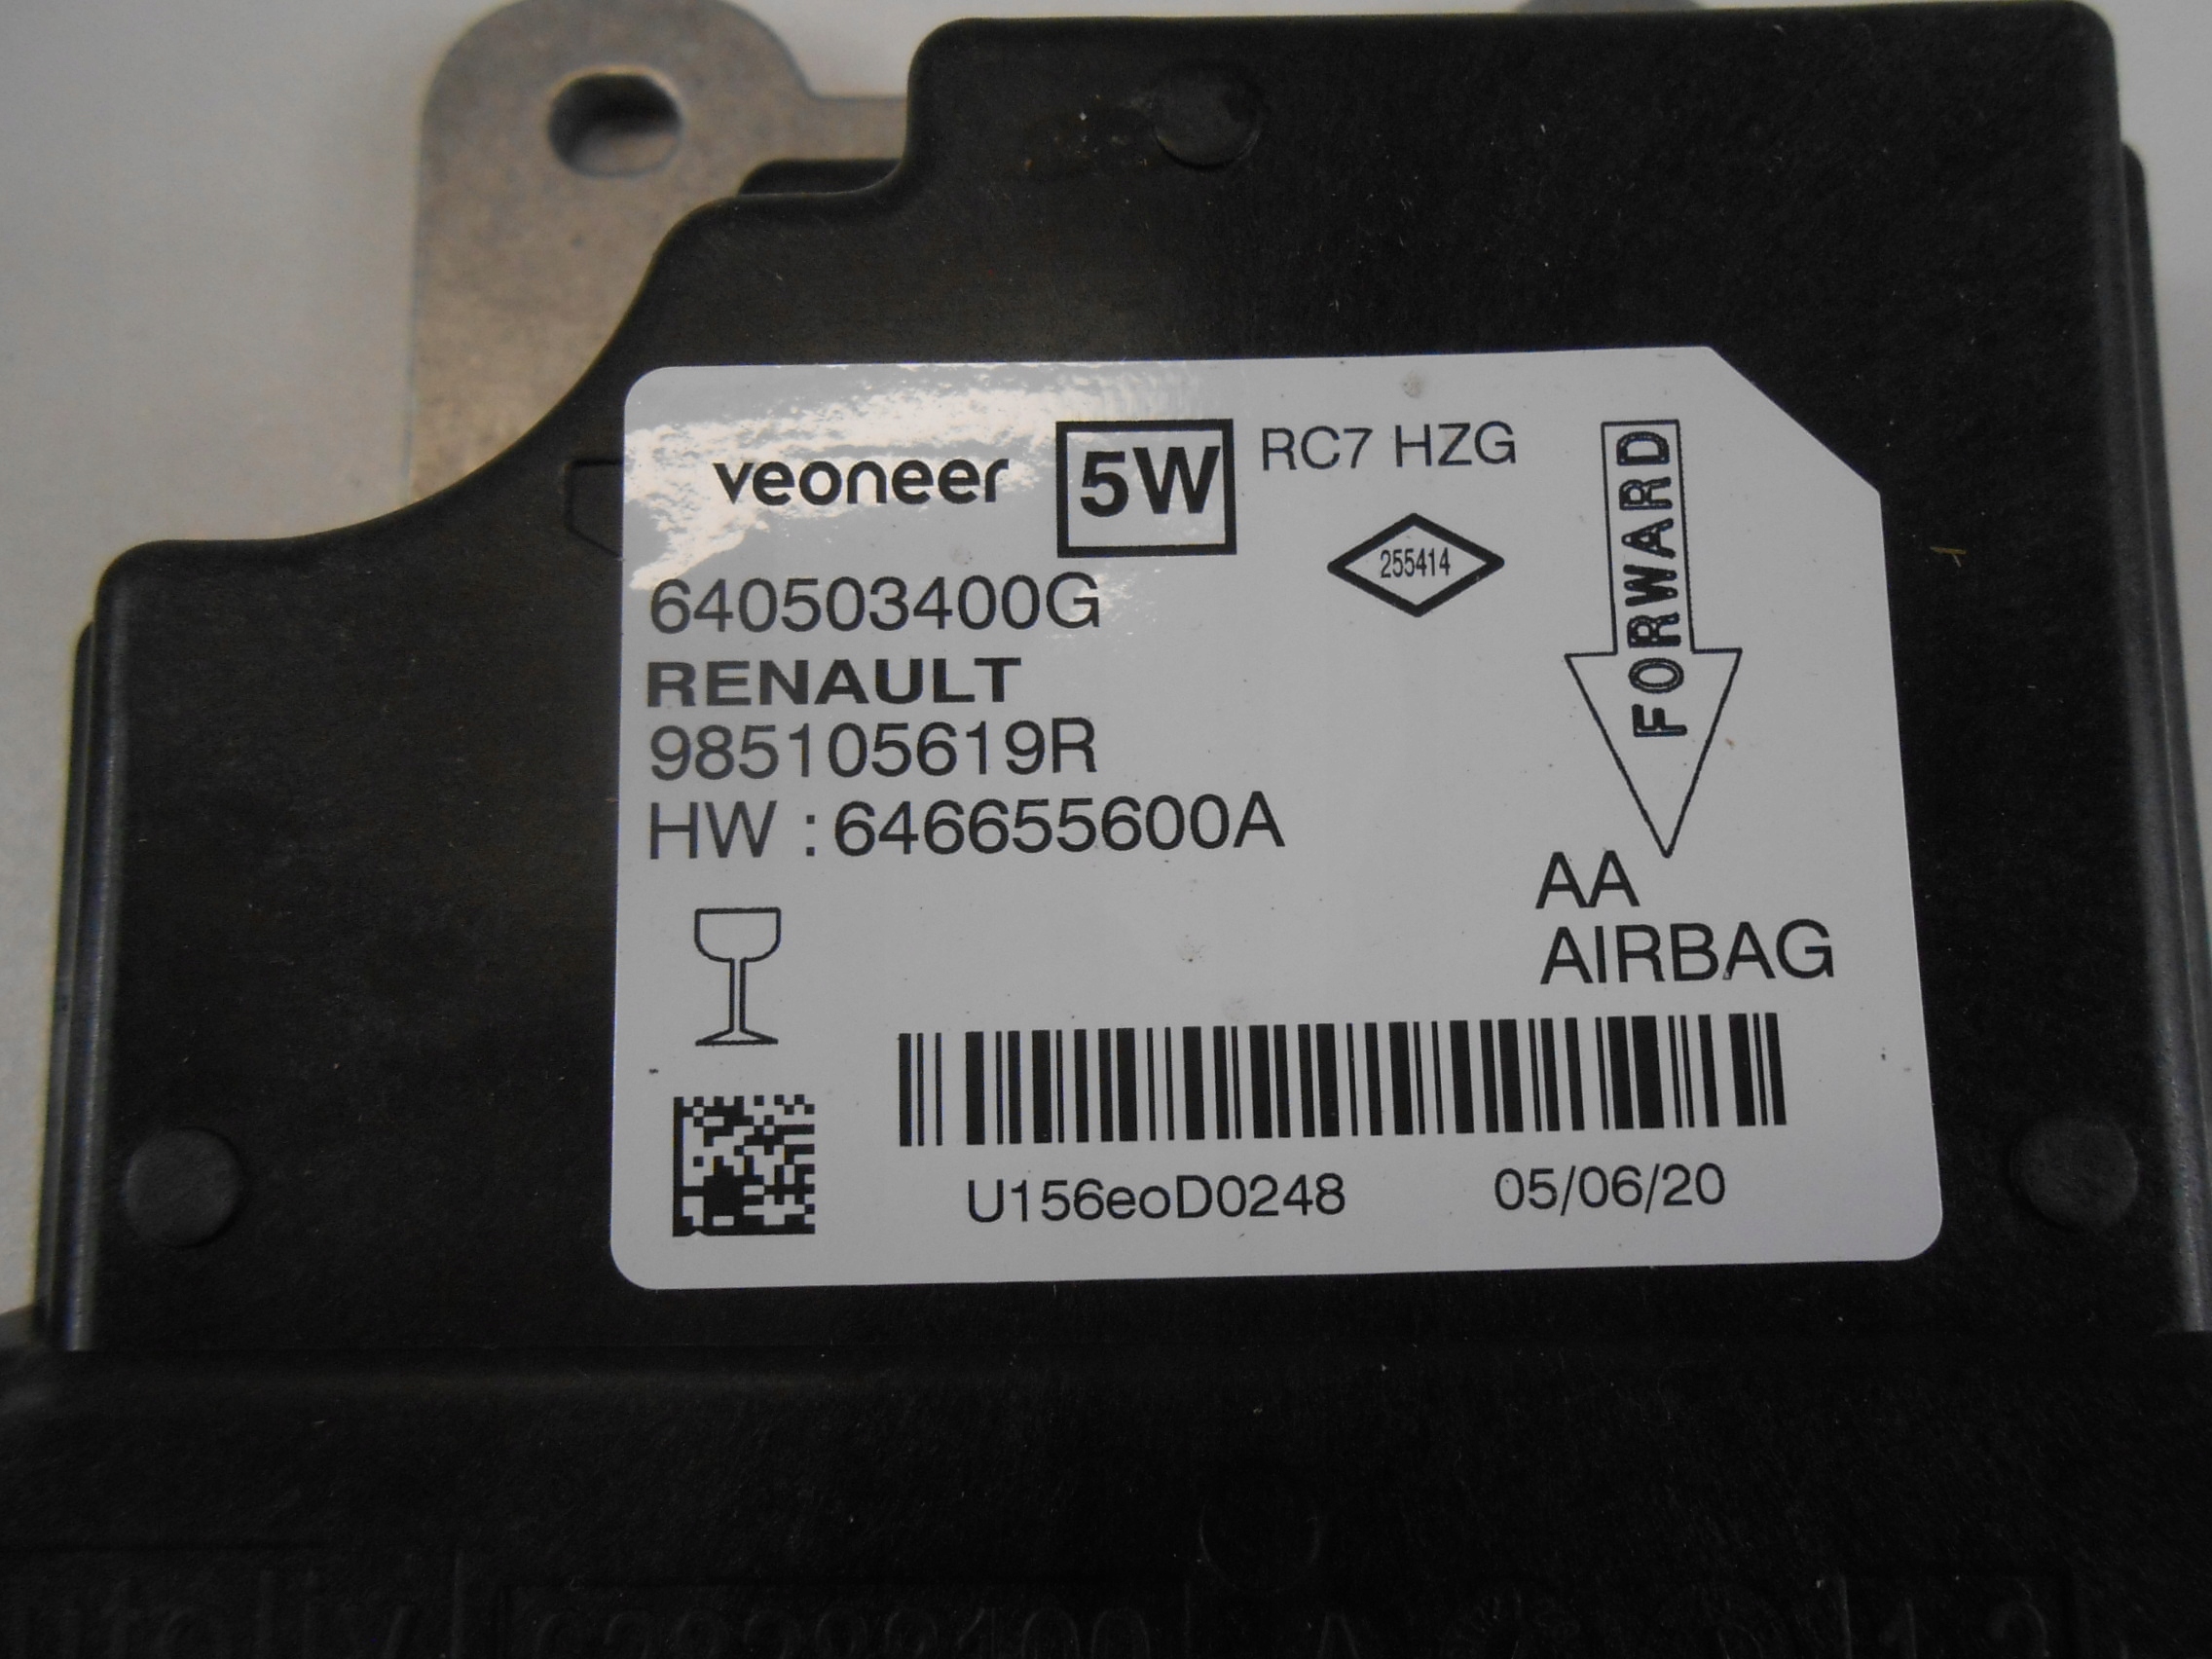 veoneer 5W RC7 HZG
255414
FORWARD
640503400G
RENAULT
985105619R
HW : 646655600A
AA
AIRBAG
U156eoD0248 05/06/20